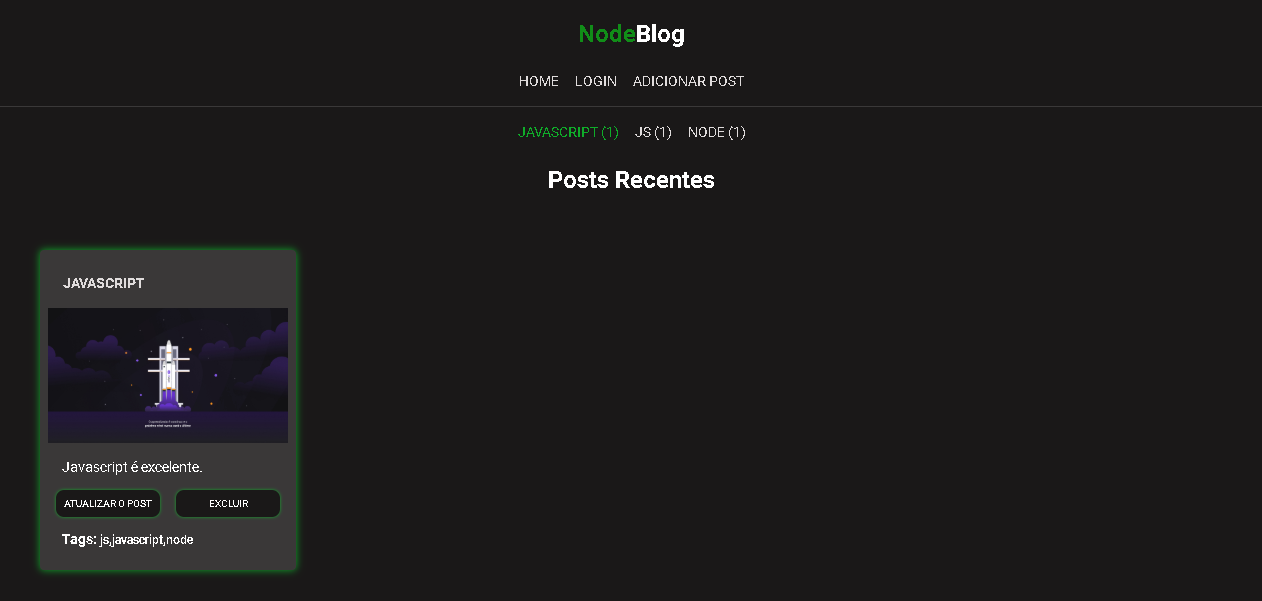 NodeBlog
HOME LOGIN ADICIONAR POST
JAVASCRIPT (1) JS (1) NODE (1)
Posts Recentes
JAVASCRIPT
Javascript é excelente.
ATUALIZAR O POST EXCLUIR
Tags: js,javascript,node